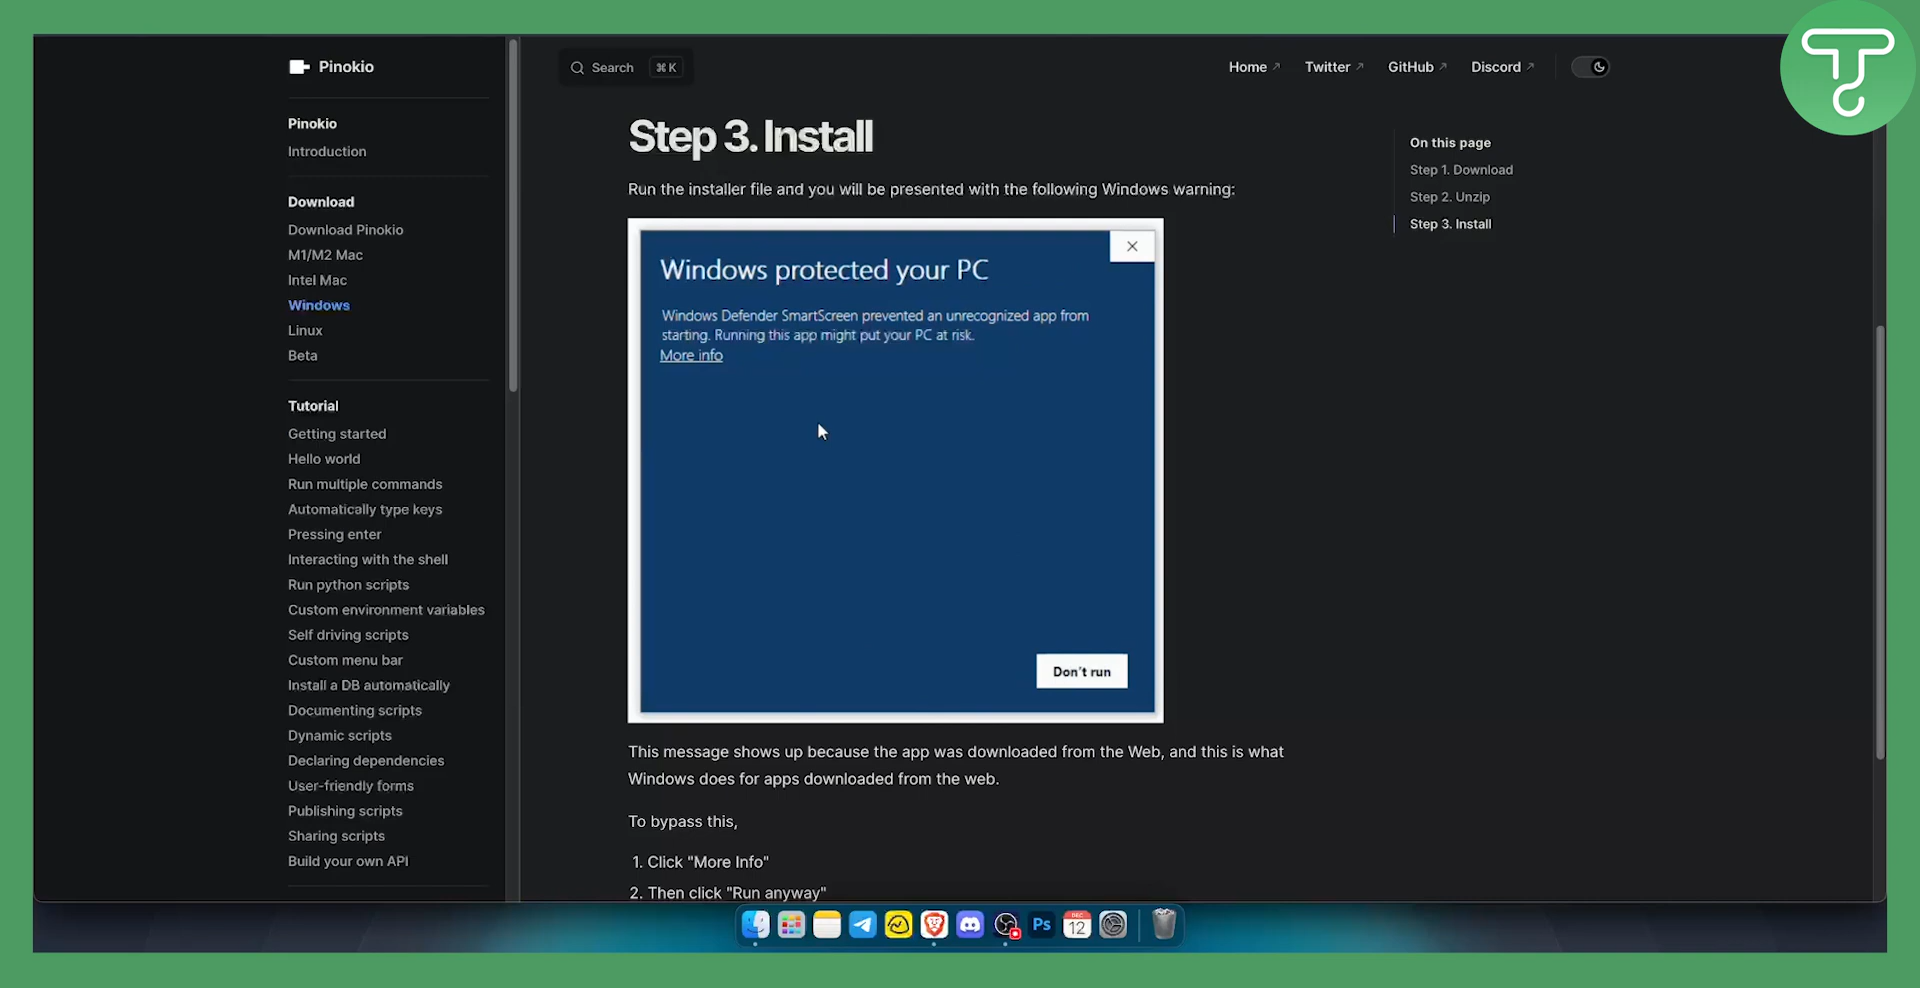 Pinokio
Search ⌘ K
Home ↗ Twitter ↗ GitHub ↗ Discord ↗
Pinokio
Introduction
Download
Download Pinokio
M1/M2 Mac
Intel Mac
Windows
Linux
Beta
Tutorial
Getting started
Hello world
Run multiple commands
Automatically type keys
Pressing enter
Interacting with the shell
Run python scripts
Custom environment variables
Self driving scripts
Custom menu bar
Install a DB automatically
Documenting scripts
Dynamic scripts
Declaring dependencies
User-friendly forms
Publishing scripts
Sharing scripts
Build your own API
Step 3. Install
Run the installer file and you will be presented with the following Windows warning:
Windows protected your PC
Windows Defender SmartScreen prevented an unrecognized app from
starting. Running this app might put your PC at risk.
More info
Don't run
This message shows up because the app was downloaded from the Web, and this is what
Windows does for apps downloaded from the web.
To bypass this,
1. Click "More Info"
2. Then click "Run anyway"
On this page
Step 1. Download
Step 2. Unzip
Step 3. Install
Ps
DEC
12